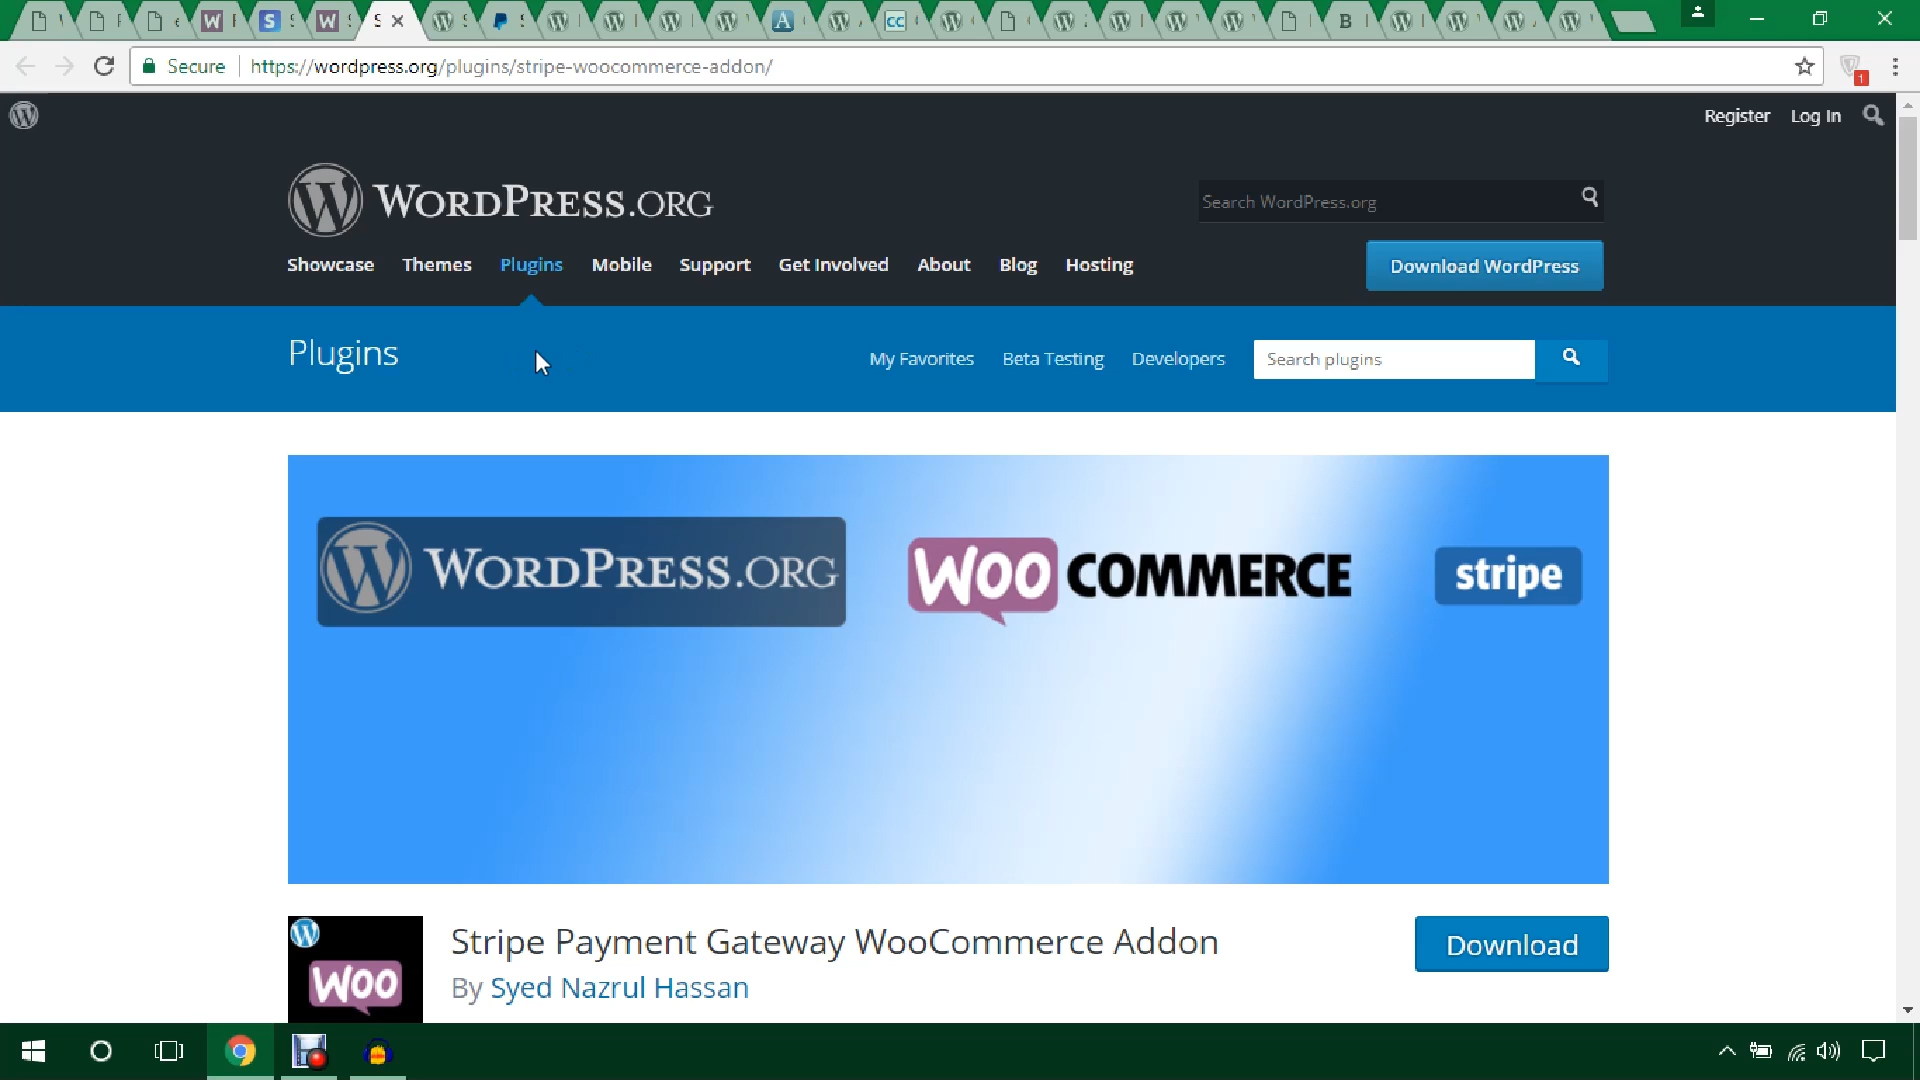 Secure https://wordpress.org/plugins/stripe-woocommerce-addon/
1
Register Log In
WORDPRESS.ORG
Search WordPress.org
Showcase Themes Plugins Mobile Support Get Involved About Blog Hosting
Download WordPress
Plugins
My Favorites Beta Testing Developers Search plugins
WORDPRESS.ORG WOO COMMERCE stripe
Stripe Payment Gateway WooCommerce Addon
Download
By Syed Nazrul Hassan
WOO